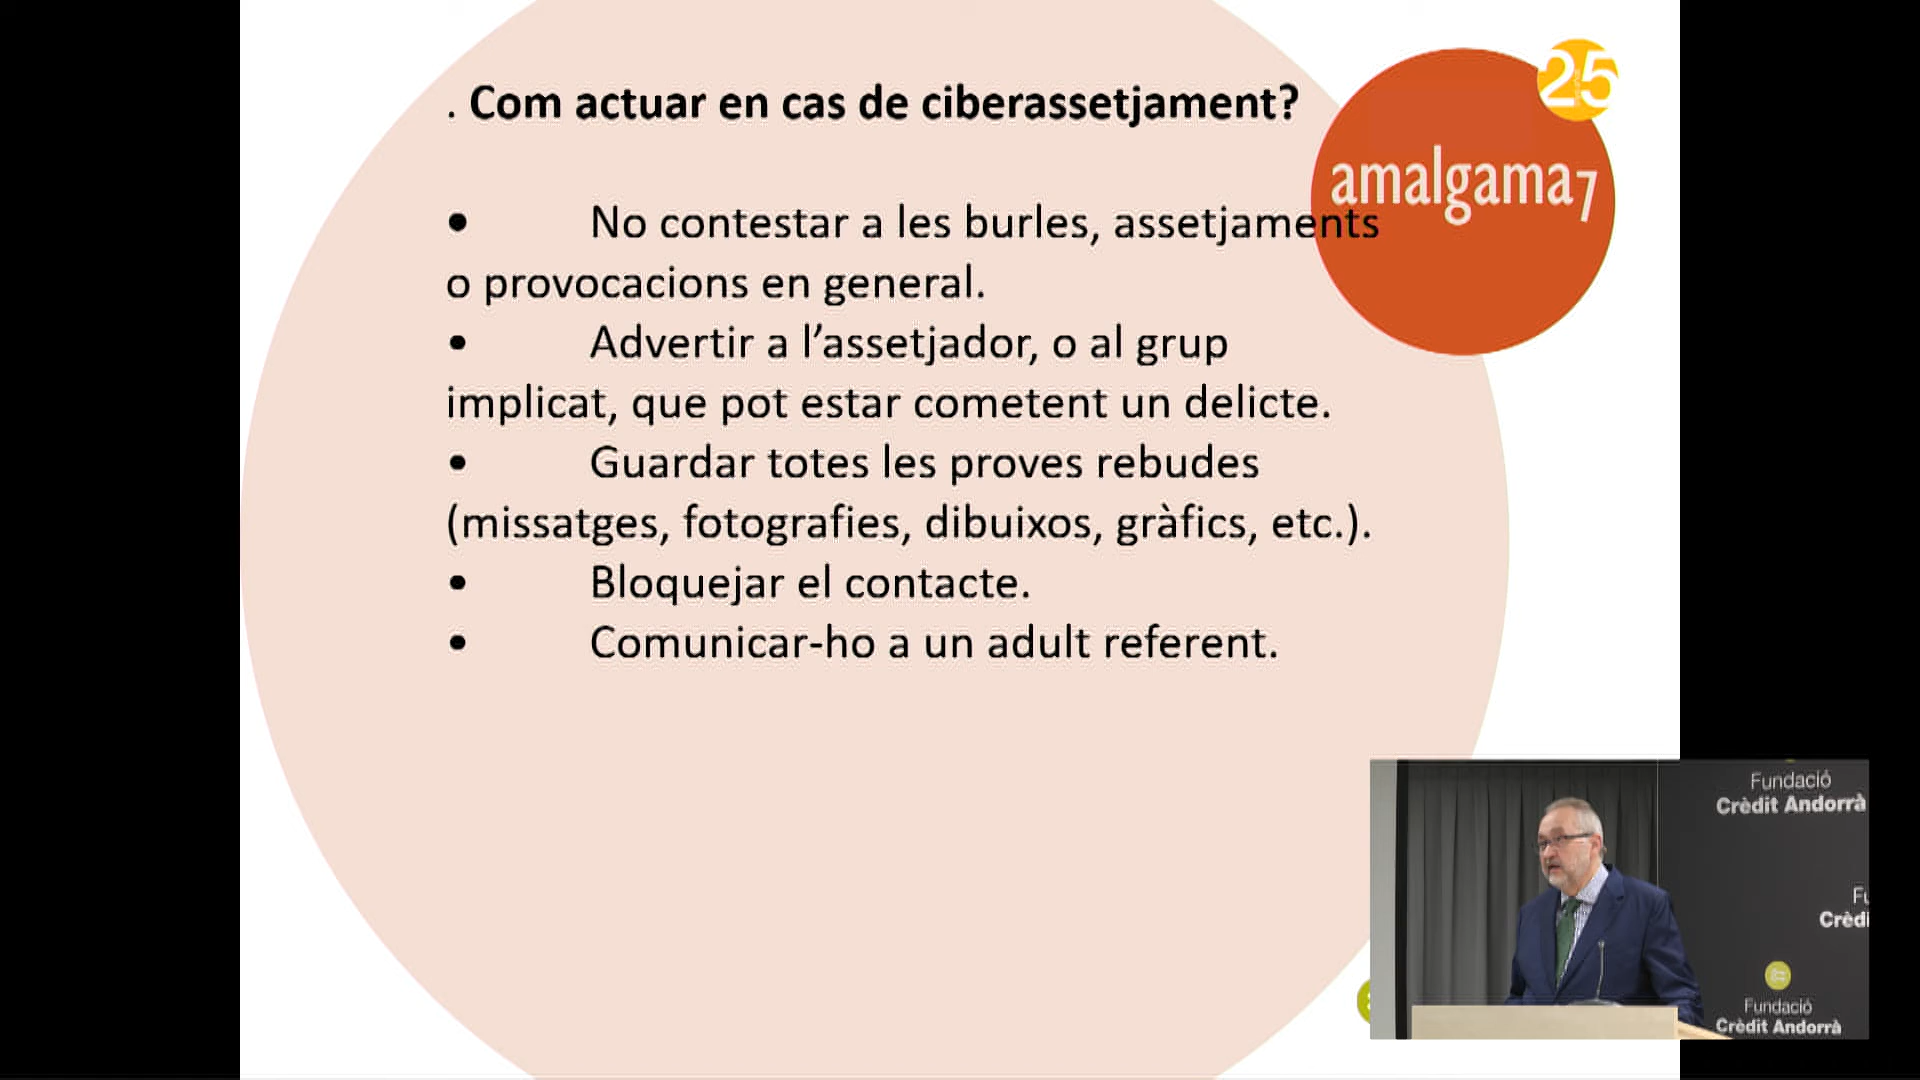 . Com actuar en cas de ciberassetjament?
25
amalgama7
• No contestar a les burles, assetjaments
o provocacions en general.
• Advertir a l’assetjador, o al grup
implicat, que pot estar cometent un delicte.
• Guardar totes les proves rebudes
(missatges, fotografies, dibuixos, gràfics, etc.).
• Bloquejar el contacte.
• Comunicar-ho a un adult referent.
Fundació
Crèdit Andorrà
Fu
Crèdi
Fundació
Crèdit Andorrà